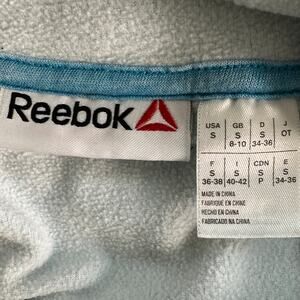 Reebok
USA GB D J
S S S OT
8-10 34-36
F I CDN E
S S S S
36-38 40-42 P 34-36
MADE IN CHINA
FABRIQUÉ EN CHINE
HECHO EN CHINA
FABRICADO NA CHINA